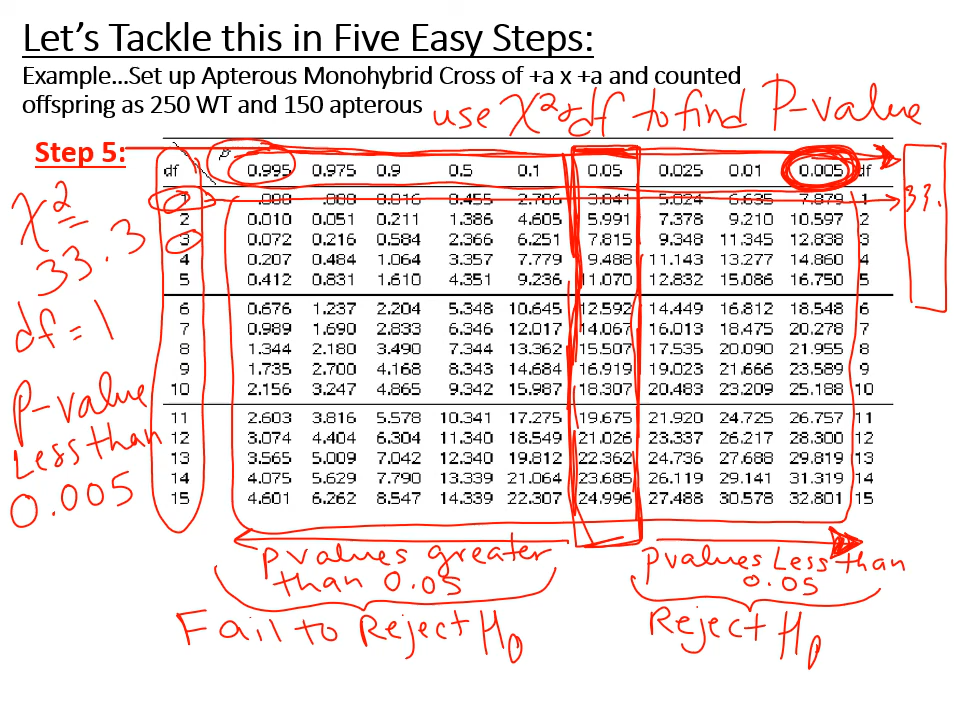 Let's Tackle this in Five Easy Steps:
Example...Set up Apterous Monohybrid Cross of +a x +a and counted
offspring as 250 WT and 150 apterous
use X² & df to find P-value
Step 5:
df P 0.995 0.975 0.9 0.5 0.1 0.05 0.025 0.01 0.005 df
1 .000 .000 0.016 0.455 2.706 3.841 5.024 6.635 7.879 1 33.
2 0.010 0.051 0.211 1.386 4.605 5.991 7.378 9.210 10.597 2
3 0.072 0.216 0.584 2.366 6.251 7.815 9.348 11.345 12.838 3
4 0.207 0.484 1.064 3.357 7.779 9.488 11.143 13.277 14.860 4
5 0.412 0.831 1.610 4.351 9.236 11.070 12.832 15.086 16.750 5
6 0.676 1.237 2.204 5.348 10.645 12.592 14.449 16.812 18.548 6
7 0.989 1.690 2.833 6.346 12.017 14.067 16.013 18.475 20.278 7
8 1.344 2.180 3.490 7.344 13.362 15.507 17.535 20.090 21.955 8
9 1.735 2.700 4.168 8.343 14.684 16.919 19.023 21.666 23.589 9
10 2.156 3.247 4.865 9.342 15.987 18.307 20.483 23.209 25.188 10
11 2.603 3.816 5.578 10.341 17.275 19.675 21.920 24.725 26.757 11
12 3.074 4.404 6.304 11.340 18.549 21.026 23.337 26.217 28.300 12
13 3.565 5.009 7.042 12.340 19.812 22.362 24.736 27.688 29.819 13
14 4.075 5.629 7.790 13.339 21.064 23.685 26.119 29.141 31.319 14
15 4.601 6.262 8.547 14.339 22.307 24.996 27.488 30.578 32.801 15
X²
33.3
df = 1
P-value
Less than
0.005
P values greater
than 0.05
Fail to Reject H0
P values Less than
0.05
Reject H0